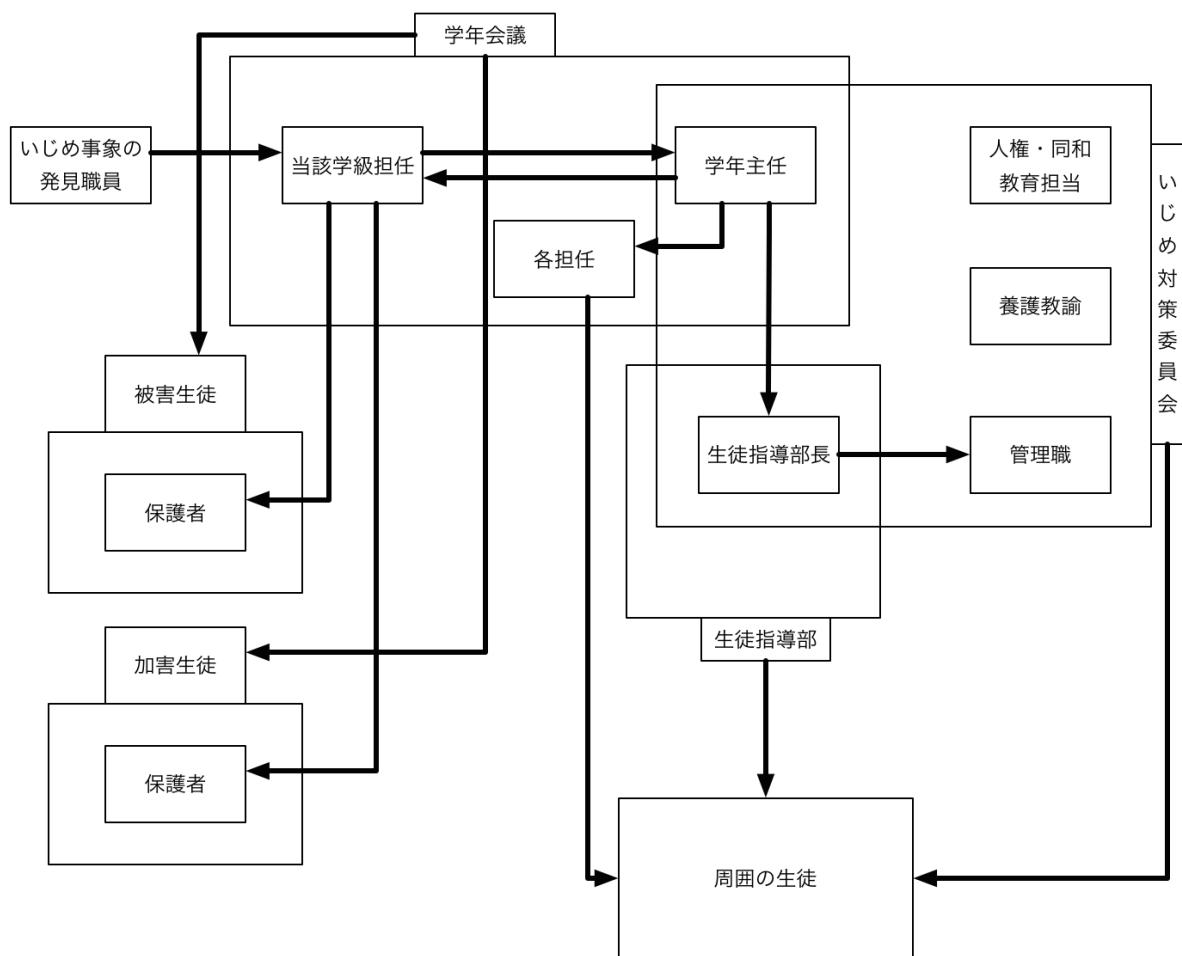 学年会議
いじめ事象の
発見職員
当該学級担任
学年主任
人権・同和
教育担当
いじめ対策委員会
各担任
養護教諭
被害生徒
生徒指導部長
管理職
保護者
加害生徒
生徒指導部
保護者
周囲の生徒